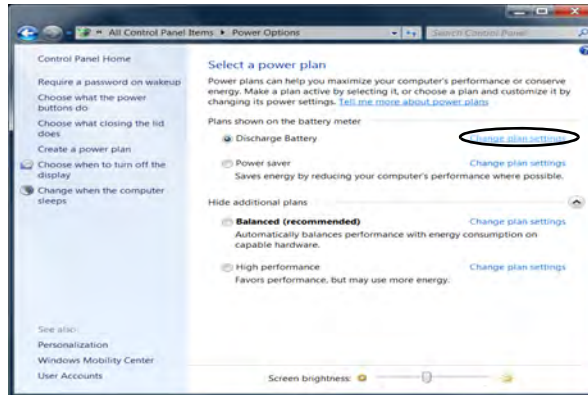 All Control Panel Items ▸ Power Options
Search Control Panel
Control Panel Home
Require a password on wakeup
Choose what the power
buttons do
Choose what closing the lid
does
Create a power plan
Choose when to turn off the
display
Change when the computer
sleeps
See also
Personalization
Windows Mobility Center
User Accounts
Select a power plan
Power plans can help you maximize your computer's performance or conserve
energy. Make a plan active by selecting it, or choose a plan and customize it by
changing its power settings. Tell me more about power plans
Plans shown on the battery meter
Discharge Battery Change plan settings
Power saver Change plan settings
Saves energy by reducing your computer's performance where possible.
Hide additional plans
Balanced (recommended) Change plan settings
Automatically balances performance with energy consumption on
capable hardware.
High performance Change plan settings
Favors performance, but may use more energy.
Screen brightness: